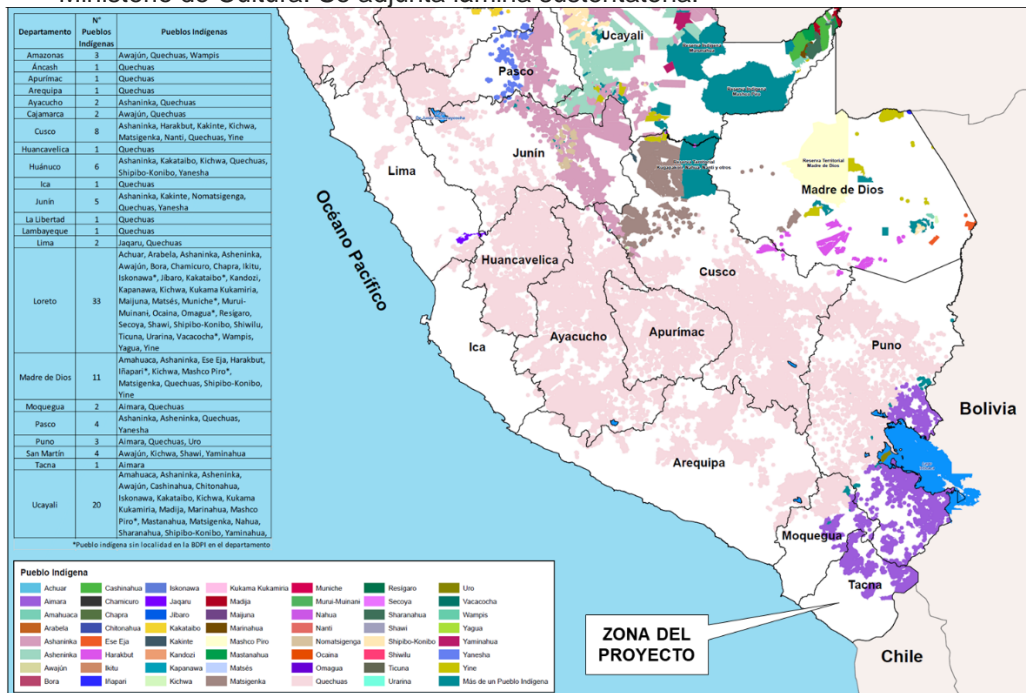 Ministerio de Cultura. Se adjunta lámina sustentatoria.
Departamento
N° Pueblos Indígenas
Pueblos Indígenas
Amazonas 3 Awajún, Quechuas, Wampis
Áncash 1 Quechuas
Apurímac 1 Quechuas
Arequipa 1 Quechuas
Ayacucho 2 Ashaninka, Quechuas
Cajamarca 2 Awajún, Quechuas
Cusco 8 Ashaninka, Harakbut, Kakinte, Kichwa,
Matsigenka, Nanti, Quechuas, Yine
Huancavelica 1 Quechuas
Huánuco 6 Ashaninka, Kakataibo, Kichwa, Quechuas,
Shipibo-Konibo, Yanesha
Ica 1 Quechuas
Junín 5 Ashaninka, Kakinte, Nomatsigenga,
Quechuas, Yanesha
La Libertad 1 Quechuas
Lambayeque 1 Quechuas
Lima 2 Jaqaru, Quechuas
Loreto 33 Achuar, Arabela, Ashaninka, Asheninka,
Awajún, Bora, Chamicuro, Chapra, Ikitu,
Iskonawa*, Jíbaro, Kakataibo*, Kandozi,
Kapanawa, Kichwa, Kukama Kukamiria,
Maijuna, Matsés, Muniche*, Murui-
Muinani, Ocaina, Omagua*, Resígaro,
Secoya, Shawi, Shipibo-Konibo, Shiwilu,
Ticuna, Urarina, Vacacocha*, Wampis,
Yagua, Yine
Madre de Dios 11 Amahuaca, Ashaninka, Ese Eja, Harakbut,
Iñapari*, Kichwa, Mashco Piro*,
Matsigenka, Quechuas, Shipibo-Konibo,
Yine
Moquegua 2 Aimara, Quechuas
Pasco 4 Ashaninka, Asheninka, Quechuas,
Yanesha
Puno 3 Aimara, Quechuas, Uro
San Martín 4 Awajún, Kichwa, Shawi, Yaminahua
Tacna 1 Aimara
Ucayali 20 Amahuaca, Ashaninka, Asheninka,
Awajún, Cashinahua, Chitonahua,
Iskonawa, Kakataibo, Kichwa, Kukama
Kukamiria, Madija, Marinahua, Mashco
Piro*, Mastanahua, Matsigenka, Nahua,
Sharanahua, Shipibo-Konibo, Yaminahua,
*Pueblo indígena sin localidad en la BDPI en el departamento
Ucayali
Pasco
Reserva Indígena
Mashco Piro
Junín
Lima
Reserva Territorial
Reserva Territorial
Madre de Dios
Madre de Dios
Océano Pacífico
Huancavelica
Cusco
Ica
Ayacucho
Apurímac
Puno
Bolivia
Arequipa
Moquegua
Tacna
ZONA DEL
PROYECTO
Chile
Pueblo Indígena
Achuar Cashinahua Iskonawa Kukama Kukamiria Muniche Resígaro Uro
Aimara Chamicuro Jaqaru Madija Murui-Muinani Secoya Vacacocha
Amahuaca Chapra Jíbaro Maijuna Nahua Sharanahua Wampis
Arabela Chitonahua Kakataibo Marinahua Nanti Shawi Yagua
Ashaninka Ese Eja Kakinte Mashco Piro Nomatsigenga Shipibo-Konibo Yaminahua
Asheninka Harakbut Kandozi Mastanahua Ocaina Shiwilu Yanesha
Awajún Ikitu Kapanawa Matsés Omagua Ticuna Yine
Bora Iñapari Kichwa Matsigenka Quechuas Urarina Más de un Pueblo Indígena